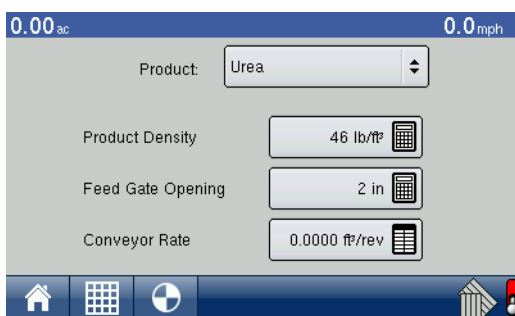 0.00 ac 0.0 mph
Product: Urea
Product Density 46 lb/ft³
Feed Gate Opening 2 in
Conveyor Rate 0.0000 ft³/rev